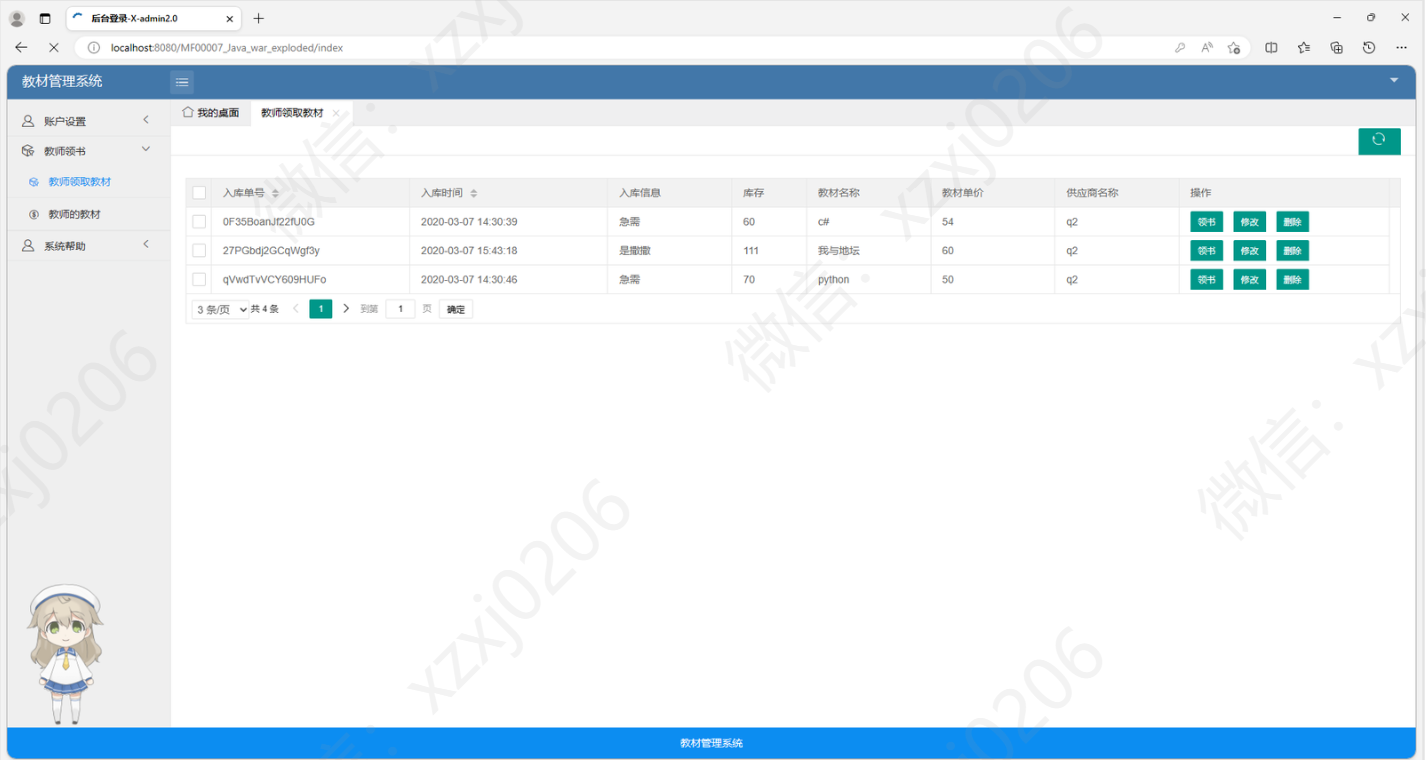 后台登录-X-admin2.0
localhost:8080/MF00007_Java_war_exploded/index
教材管理系统
我的桌面 教师领取教材
账户设置
教师领书
教师领取教材
教师的教材
系统帮助
入库单号 入库时间 入库信息 库存 教材名称 教材单价 供应商名称 操作
0F35BoanJf22fU0G 2020-03-07 14:30:39 急需 60 c# 54 q2 领书 修改 删除
27PGbdj2GCqWgf3y 2020-03-07 15:43:18 是撒撒 111 我与地坛 60 q2 领书 修改 删除
qVwdTvVCY609HUFo 2020-03-07 14:30:46 急需 70 python 50 q2 领书 修改 删除
3 条/页 共 4 条 1 到第 1 页 确定
教材管理系统
微信：xzxj0206
微信：xzxj0206
xzxj0206
微信：xz